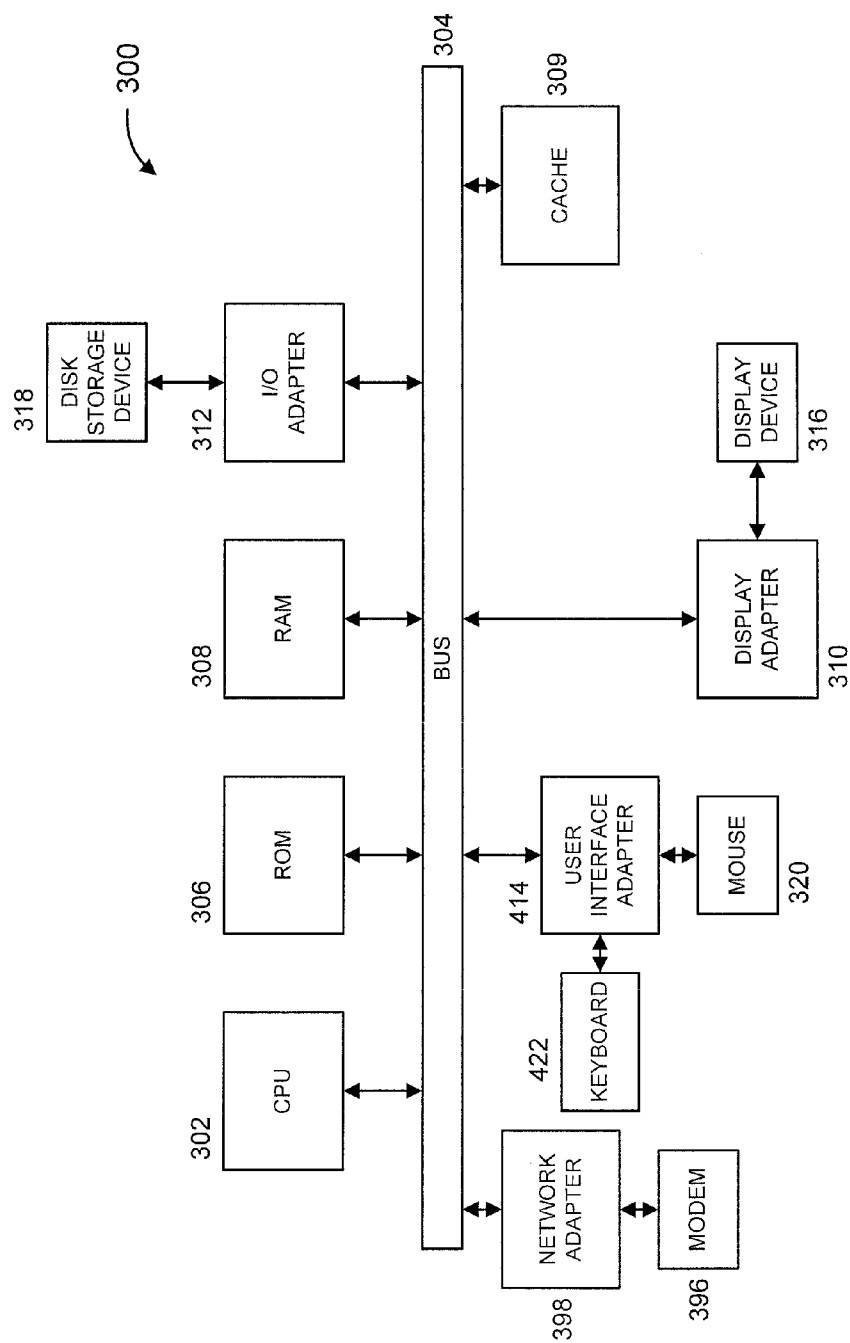 300
318
DISK
STORAGE
DEVICE
302
CPU
306
ROM
308
RAM
312
I/O
ADAPTER
BUS
304
398
NETWORK
ADAPTER
422
KEYBOARD
414
USER
INTERFACE
ADAPTER
CACHE
309
396
MODEM
MOUSE
320
DISPLAY
ADAPTER
310
DISPLAY
DEVICE
316